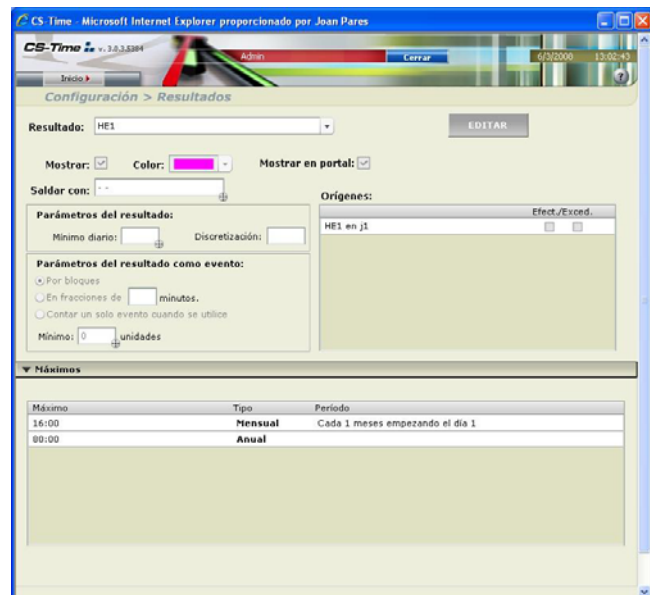 CS-Time - Microsoft Internet Explorer proporcionado por Joan Pares
CS-Time v. 3.0.3.5384
Admin
Cerrar
6/3/2008 13:02:43
Inicio
?
Configuración > Resultados
Resultado: HE1
EDITAR
Mostrar: Color: Mostrar en portal:
Saldar con: - -
Orígenes:
Efect./Exced.
HE1 en j1
Parámetros del resultado:
Mínimo diario: Discretización:
Parámetros del resultado como evento:
Por bloques
En fracciones de minutos.
Contar un solo evento cuando se utilice
Mínimo: 0 unidades
Máximos
Máximo Tipo Período
16:00 Mensual Cada 1 meses empezando el día 1
80:00 Anual